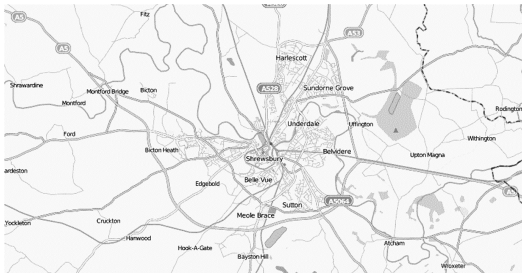 A5
Fitz
A53
A5
Harlescott
Shrawardine
Montford Bridge
Bicton
A528
Sundorne Grove
Montford
Rodington
Underdale
Uffington
Ford
Withington
Bicton Heath
Belvidere
Shrewsbury
Upton Magna
Belle Vue
Edgebold
Sutton
A5064
Meole Brace
Yockleton
Cruckton
Hanwood
Hook-A-Gate
Atcham
Bayston Hill
Wroxeter